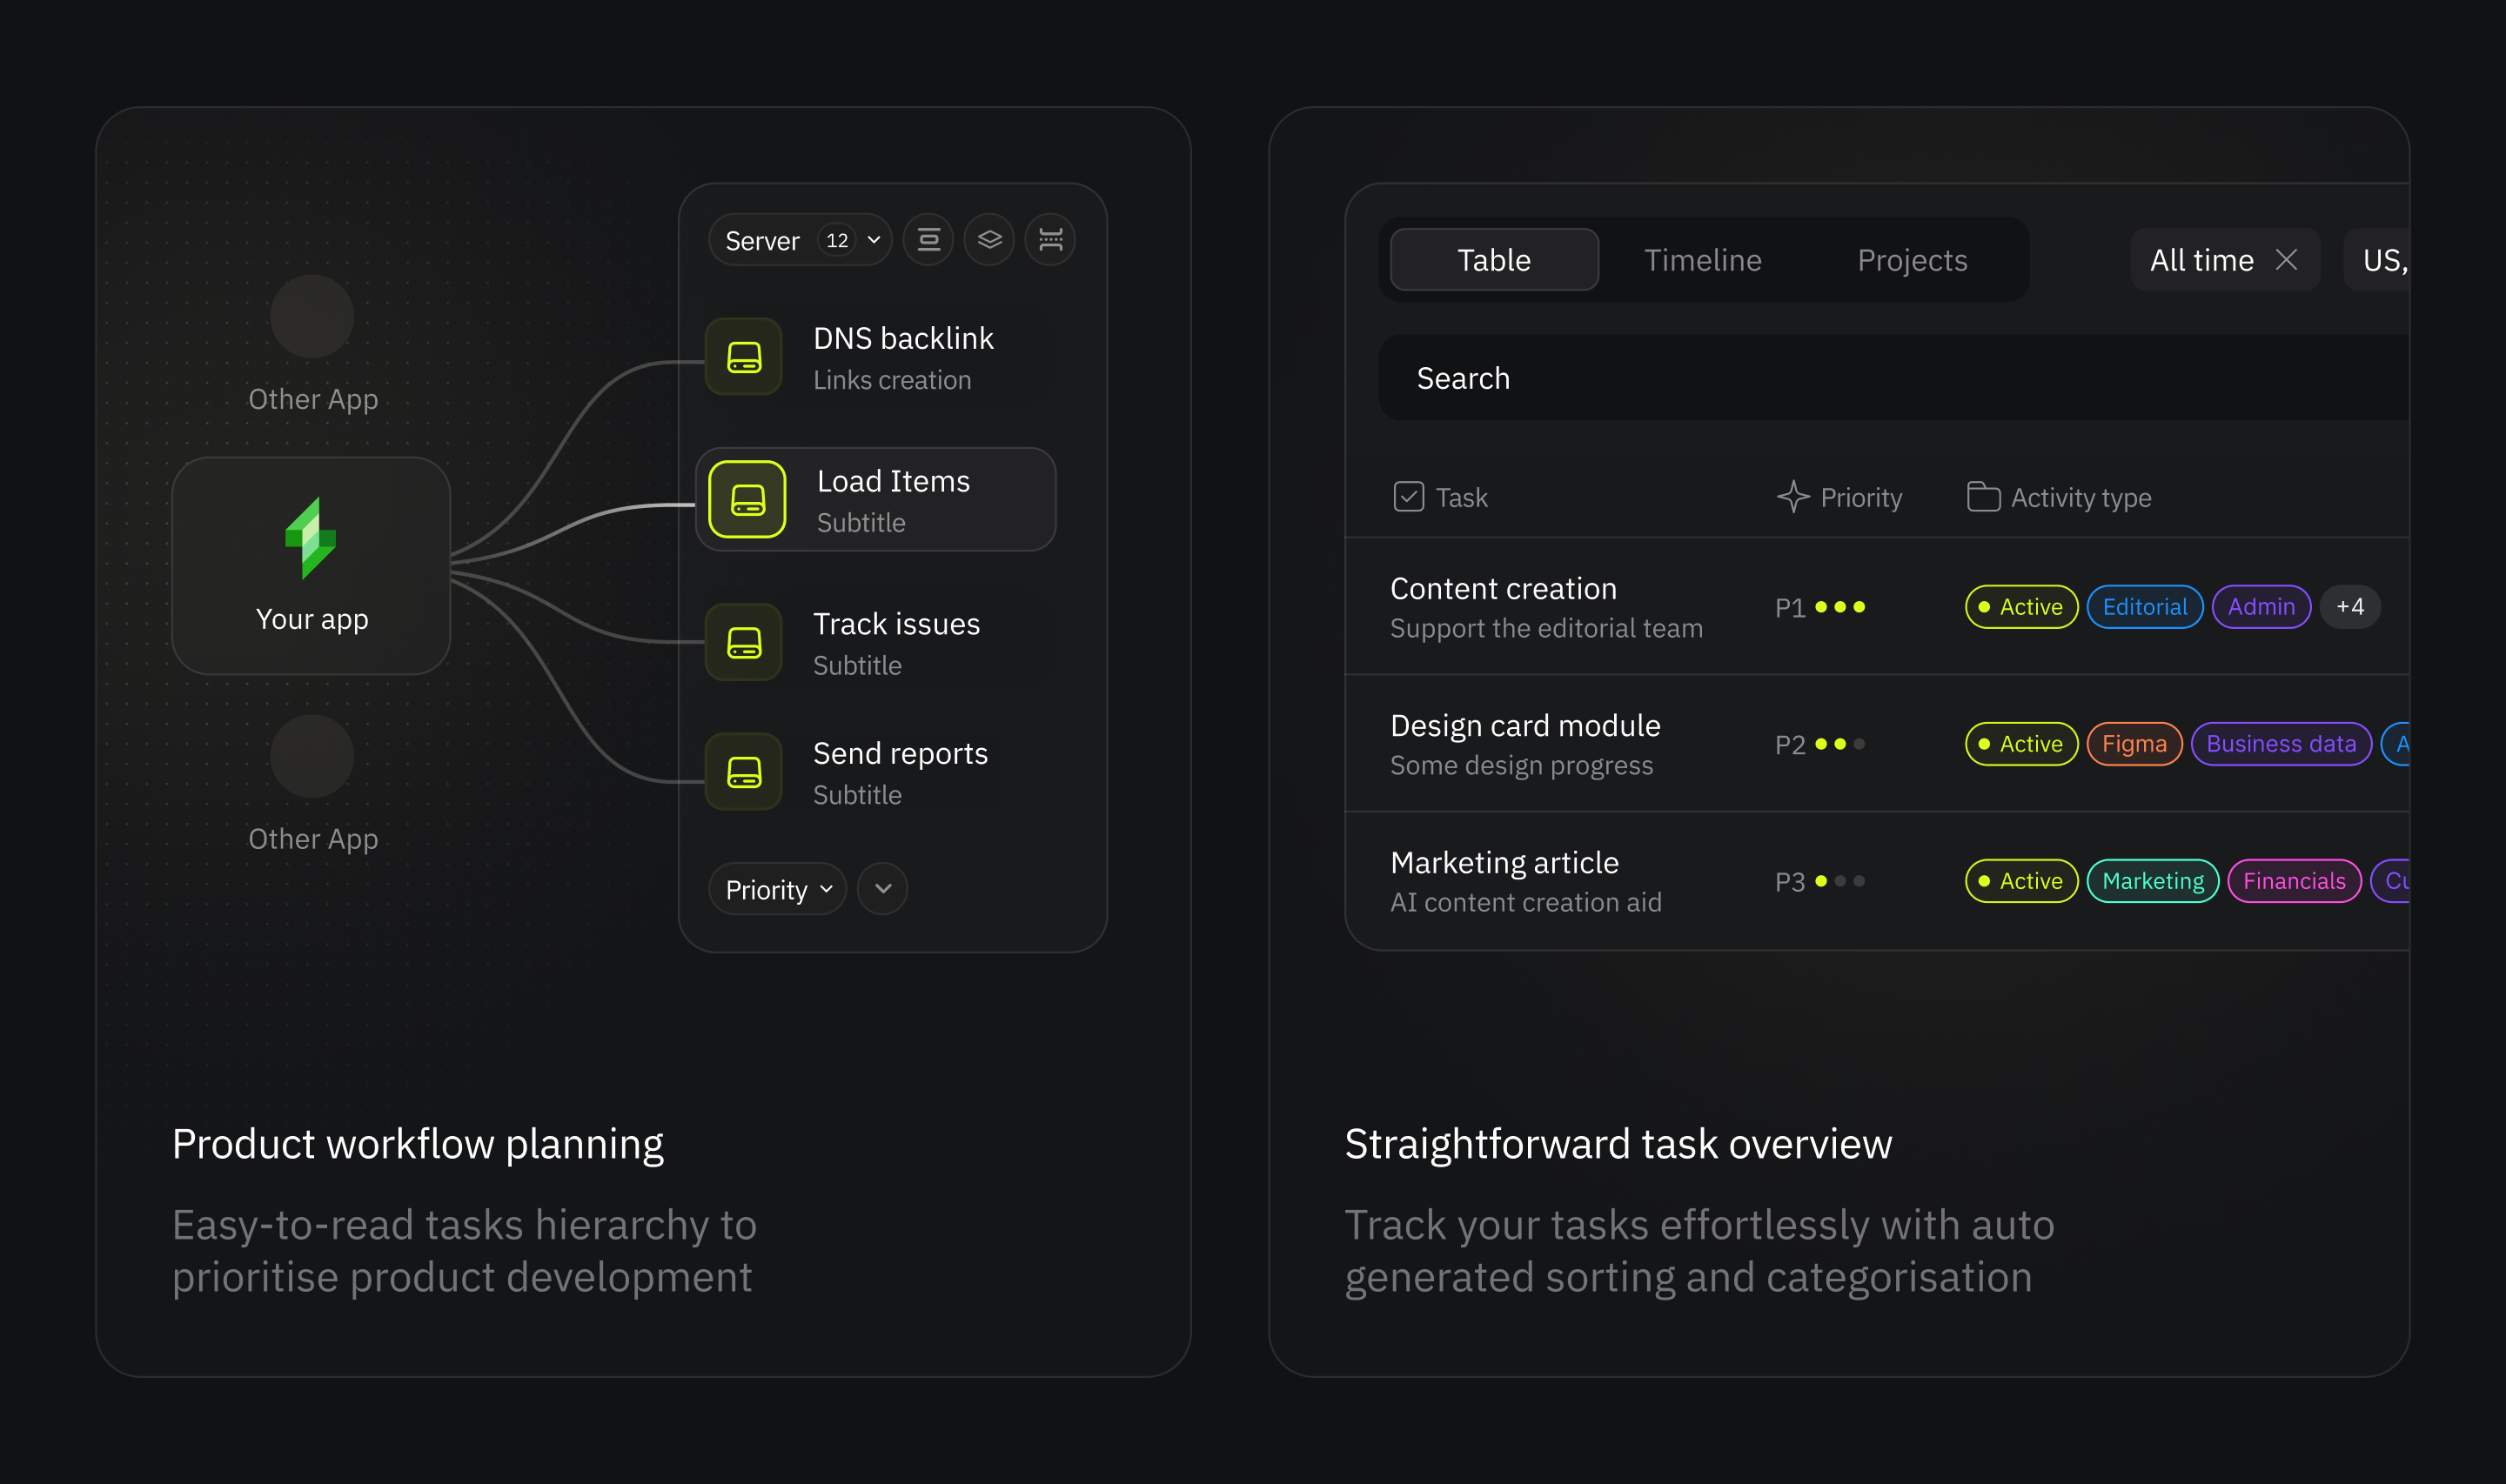 Server 12
Other App
Your app
Other App
DNS backlink
Links creation
Load Items
Subtitle
Track issues
Subtitle
Send reports
Subtitle
Priority
Product workflow planning
Easy-to-read tasks hierarchy to
prioritise product development
Table Timeline Projects All time US,
Search
Task Priority Activity type
Content creation
Support the editorial team
P1 Active Editorial Admin +4
Design card module
Some design progress
P2 Active Figma Business data
Marketing article
AI content creation aid
P3 Active Marketing Financials
Straightforward task overview
Track your tasks effortlessly with auto
generated sorting and categorisation